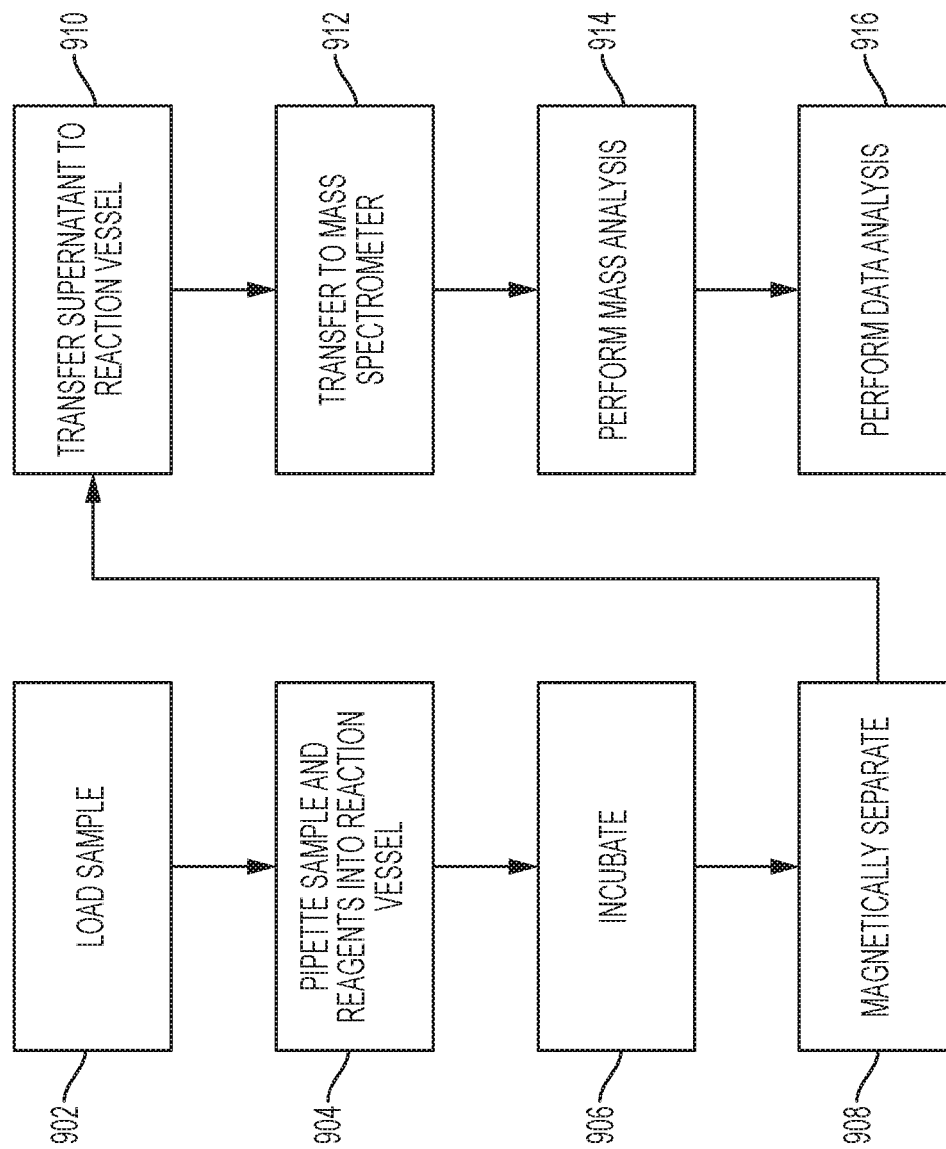 902
LOAD SAMPLE
904
PIPETTE SAMPLE AND
REAGENTS INTO REACTION
VESSEL
906
INCUBATE
908
MAGNETICALLY SEPARATE
910
TRANSFER SUPERNATANT TO
REACTION VESSEL
912
TRANSFER TO MASS
SPECTROMETER
914
PERFORM MASS ANALYSIS
916
PERFORM DATA ANALYSIS